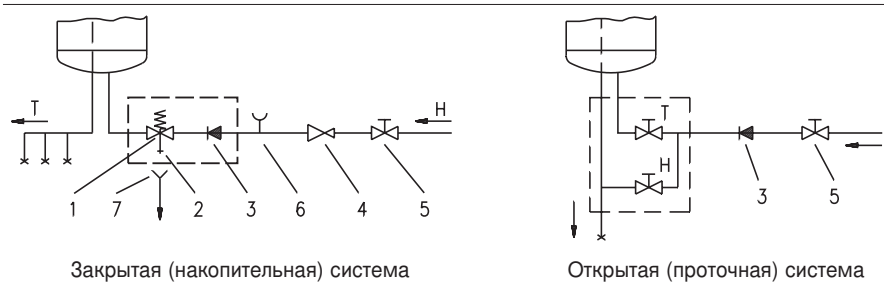 T
H
1 7 2 3 6 4 5
T
H
3 5
Закрытая (накопительная) система
Открытая (проточная) система